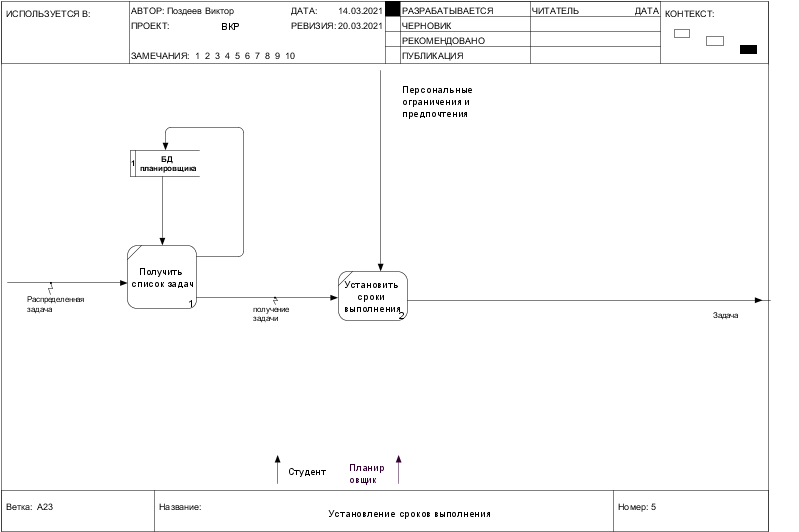 ИСПОЛЬЗУЕТСЯ В:
АВТОР: Поздеев Виктор
ДАТА: 14.03.2021
ПРОЕКТ: ВКР
РЕВИЗИЯ: 20.03.2021
ЗАМЕЧАНИЯ: 1 2 3 4 5 6 7 8 9 10
РАЗРАБАТЫВАЕТСЯ
ЧЕРНОВИК
РЕКОМЕНДОВАНО
ПУБЛИКАЦИЯ
ЧИТАТЕЛЬ ДАТА
КОНТЕКСТ:
Персональные
ограничения и
предпочтения
1
БД
планировщика
Получить
список задач
1
Установить
сроки
выполнения
2
Распределенная
задача
получение
задачи
Задача
Студент
Планир
овщик
Ветка: A23
Название:
Установление сроков выполнения
Номер: 5